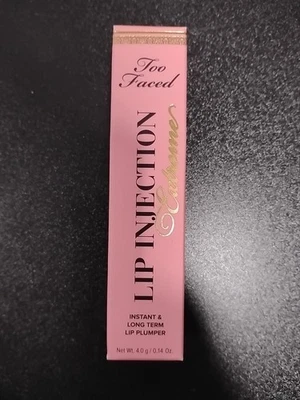 Too
Faced
LIP INJECTION
Extreme
INSTANT &
LONG TERM
LIP PLUMPER
Net Wt. 4.0 g / 0.14 Oz.